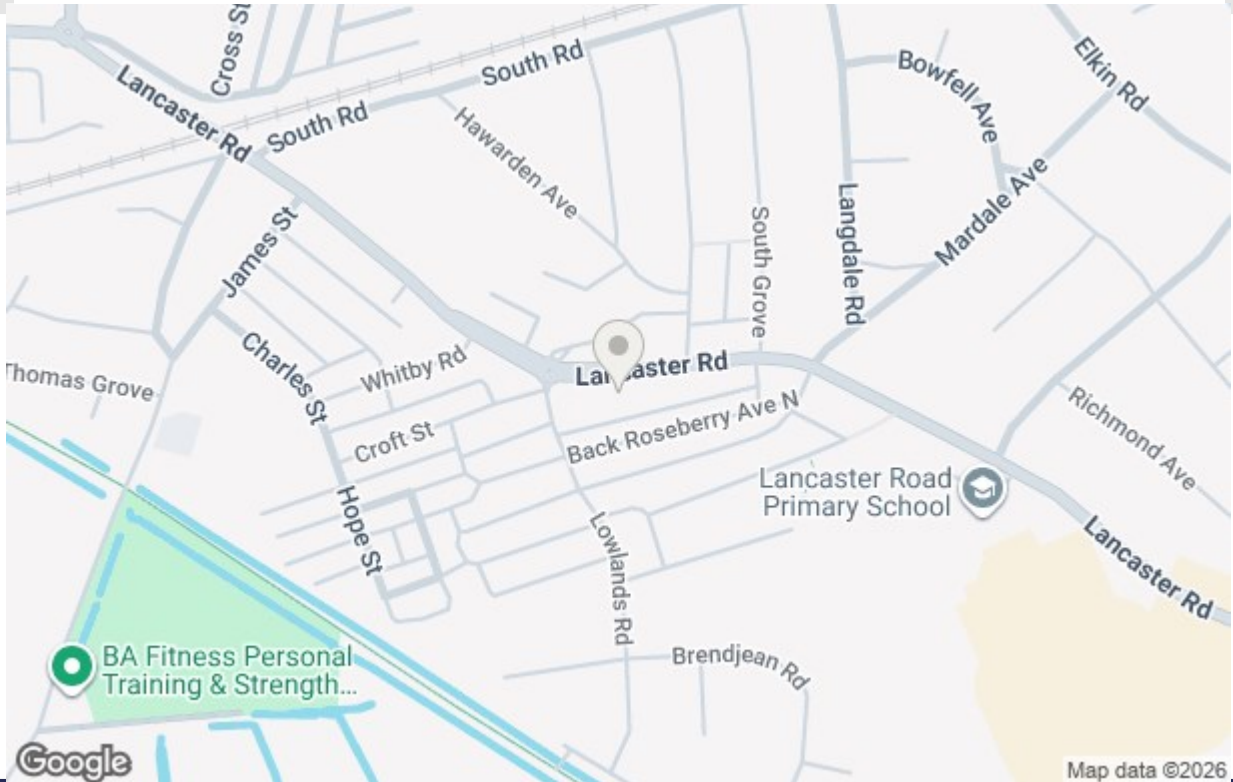 Cross St
South Rd
Elkin Rd
Bowfell Ave
Lancaster Rd
South Rd
Hawarden Ave
Mardale Ave
Langdale Rd
South Grove
James St
Charles St
Whitby Rd
Lancaster Rd
Thomas Grove
Croft St
Back Roseberry Ave N
Richmond Ave
Lancaster Road
Primary School
Hope St
Lowlands Rd
Lancaster Rd
BA Fitness Personal
Training & Strength...
Brendjean Rd
Google
Map data ©2026